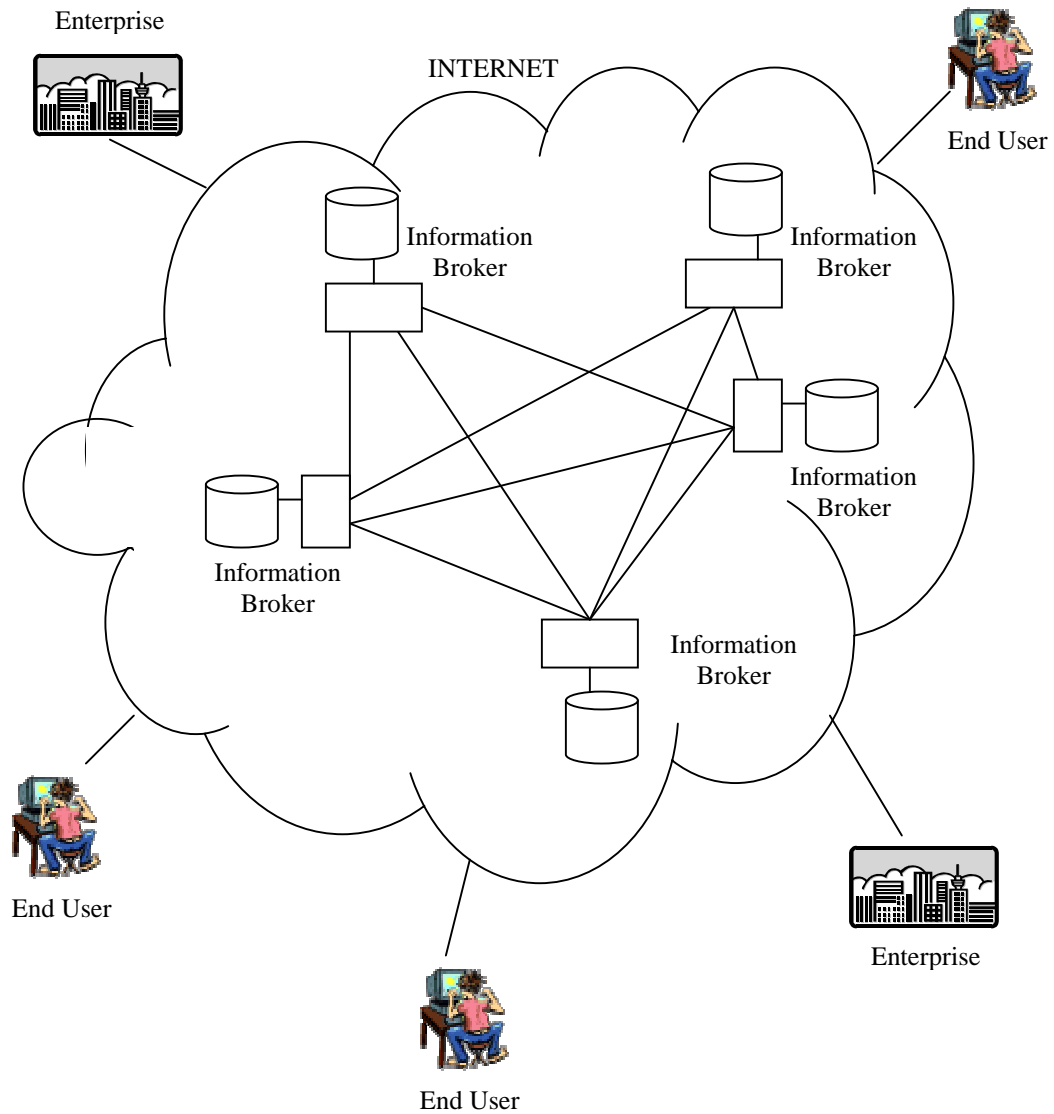 Enterprise
INTERNET
End User
Information
Broker
Information
Broker
Information
Broker
Information
Broker
Information
Broker
End User
Enterprise
End User